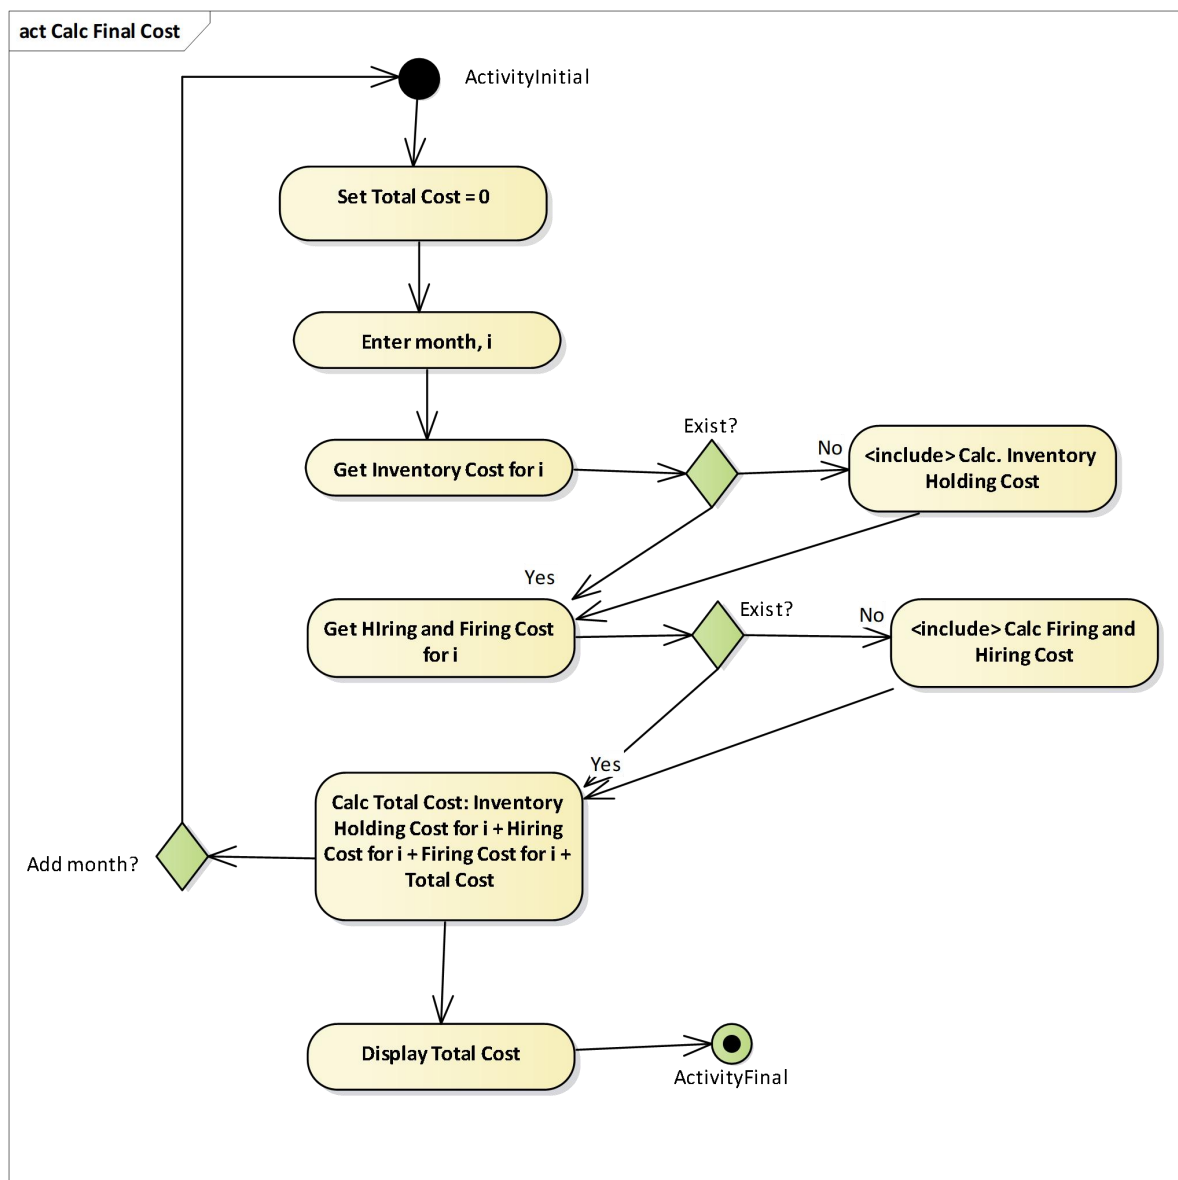 act Calc Final Cost
ActivityInitial
Set Total Cost = 0
Enter month, i
Exist?
Get Inventory Cost for i
No
<include> Calc. Inventory
Holding Cost
Yes
Get HIring and Firing Cost
for i
Exist?
No
<include> Calc Firing and
Hiring Cost
Yes
Calc Total Cost: Inventory
Holding Cost for i + Hiring
Cost for i + Firing Cost for i +
Total Cost
Add month?
Display Total Cost
ActivityFinal